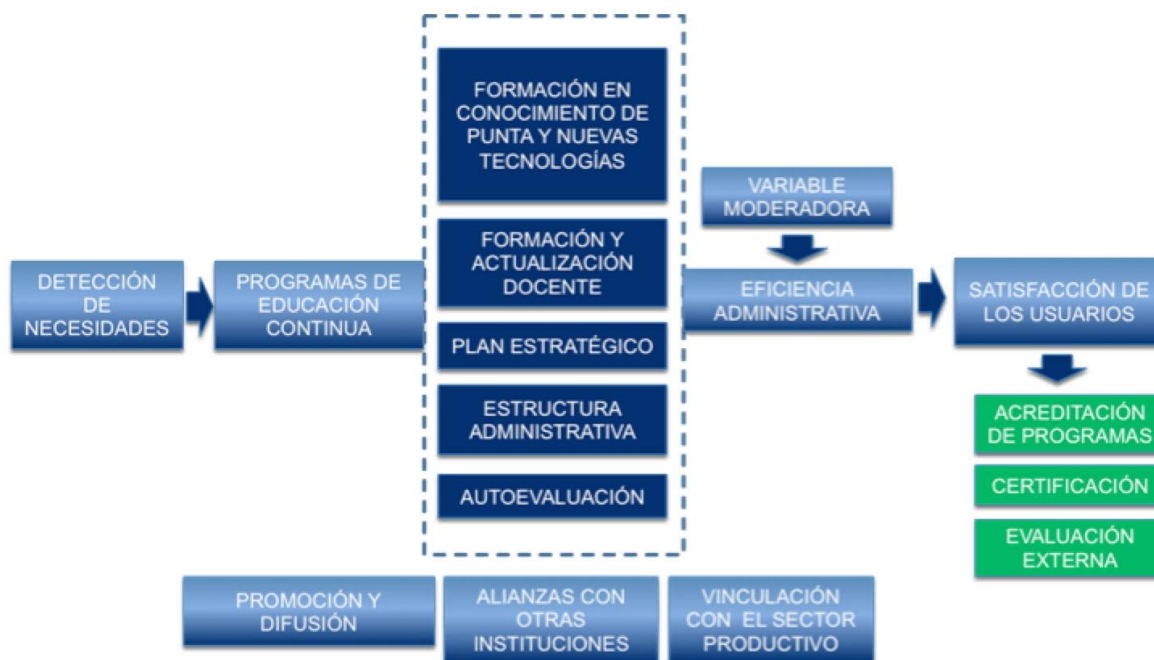 DETECCIÓN
DE
NECESIDADES
PROGRAMAS DE
EDUCACIÓN
CONTINUA
FORMACIÓN EN
CONOCIMIENTO DE
PUNTA Y NUEVAS
TECNOLOGÍAS
FORMACIÓN Y
ACTUALIZACIÓN
DOCENTE
PLAN ESTRATÉGICO
ESTRUCTURA
ADMINISTRATIVA
AUTOEVALUACIÓN
VARIABLE
MODERADORA
EFICIENCIA
ADMINISTRATIVA
SATISFACCIÓN DE
LOS USUARIOS
ACREDITACIÓN
DE PROGRAMAS
CERTIFICACIÓN
EVALUACIÓN
EXTERNA
PROMOCIÓN Y
DIFUSIÓN
ALIANZAS CON
OTRAS
INSTITUCIONES
VINCULACIÓN
CON EL SECTOR
PRODUCTIVO